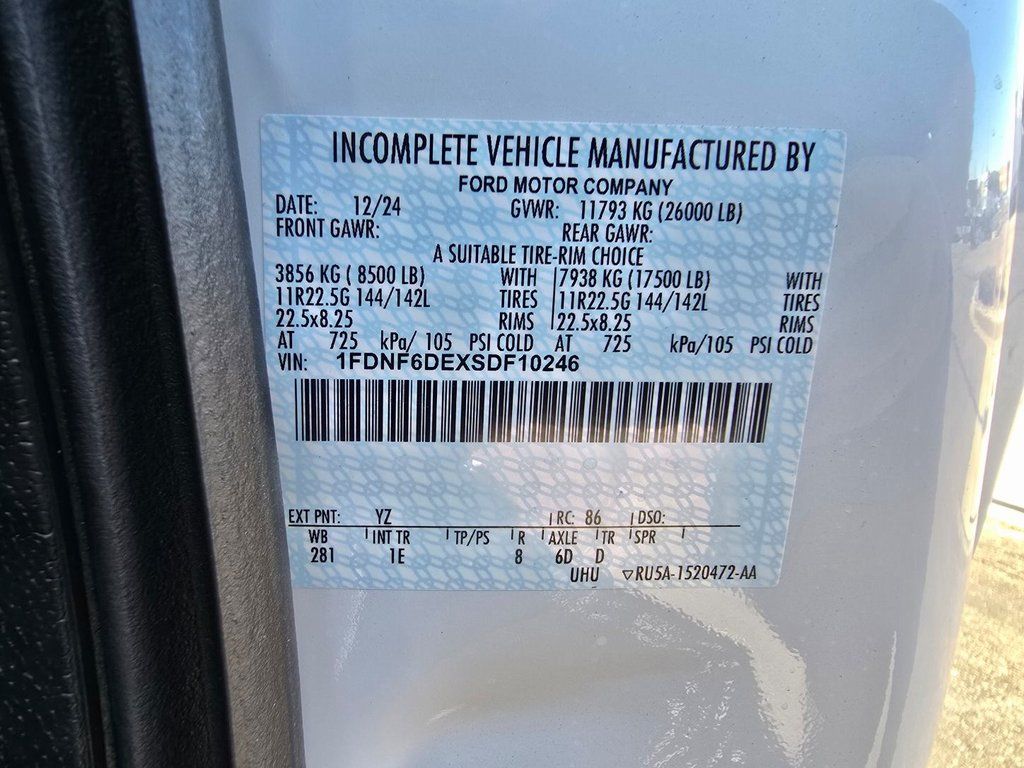 INCOMPLETE VEHICLE MANUFACTURED BY
FORD MOTOR COMPANY
DATE: 12/24 GVWR: 11793 KG (26000 LB)
FRONT GAWR: REAR GAWR:
A SUITABLE TIRE-RIM CHOICE
3856 KG ( 8500 LB) WITH 7938 KG (17500 LB) WITH
11R22.5G 144/142L TIRES 11R22.5G 144/142L TIRES
22.5x8.25 RIMS 22.5x8.25 RIMS
AT 725 kPa/ 105 PSI COLD AT 725 kPa/105 PSI COLD
VIN: 1FDNF6DEXSDF10246
EXT PNT: YZ RC: 86 DSO:
WB INT TR TP/PS R AXLE TR SPR
281 1E 8 6D D
UHU ▽RU5A-1520472-AA